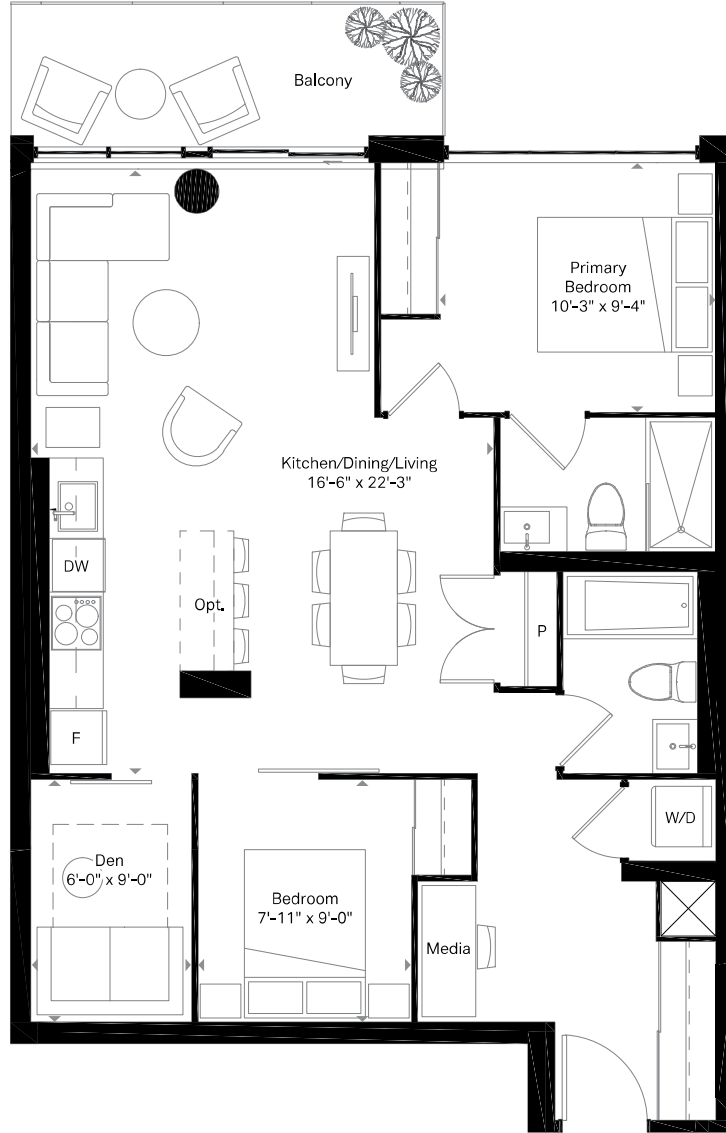 Balcony
Primary
Bedroom
10'-3" x 9'-4"
Kitchen/Dining/Living
16'-6" x 22'-3"
DW
Opt.
P
F
W/D
Den
6'-0" x 9'-0"
Bedroom
7'-11" x 9'-0"
Media